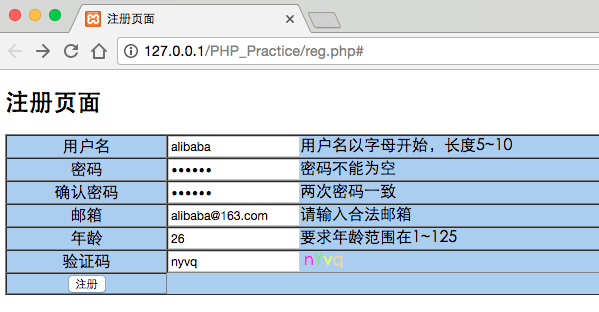 注册页面
127.0.0.1/PHP_Practice/reg.php#
注册页面
用户名 alibaba 用户名以字母开始，长度5~10
密码 •••••• 密码不能为空
确认密码 •••••• 两次密码一致
邮箱 alibaba@163.com 请输入合法邮箱
年龄 26 要求年龄范围在1~125
验证码 nyvq nYvq
注册